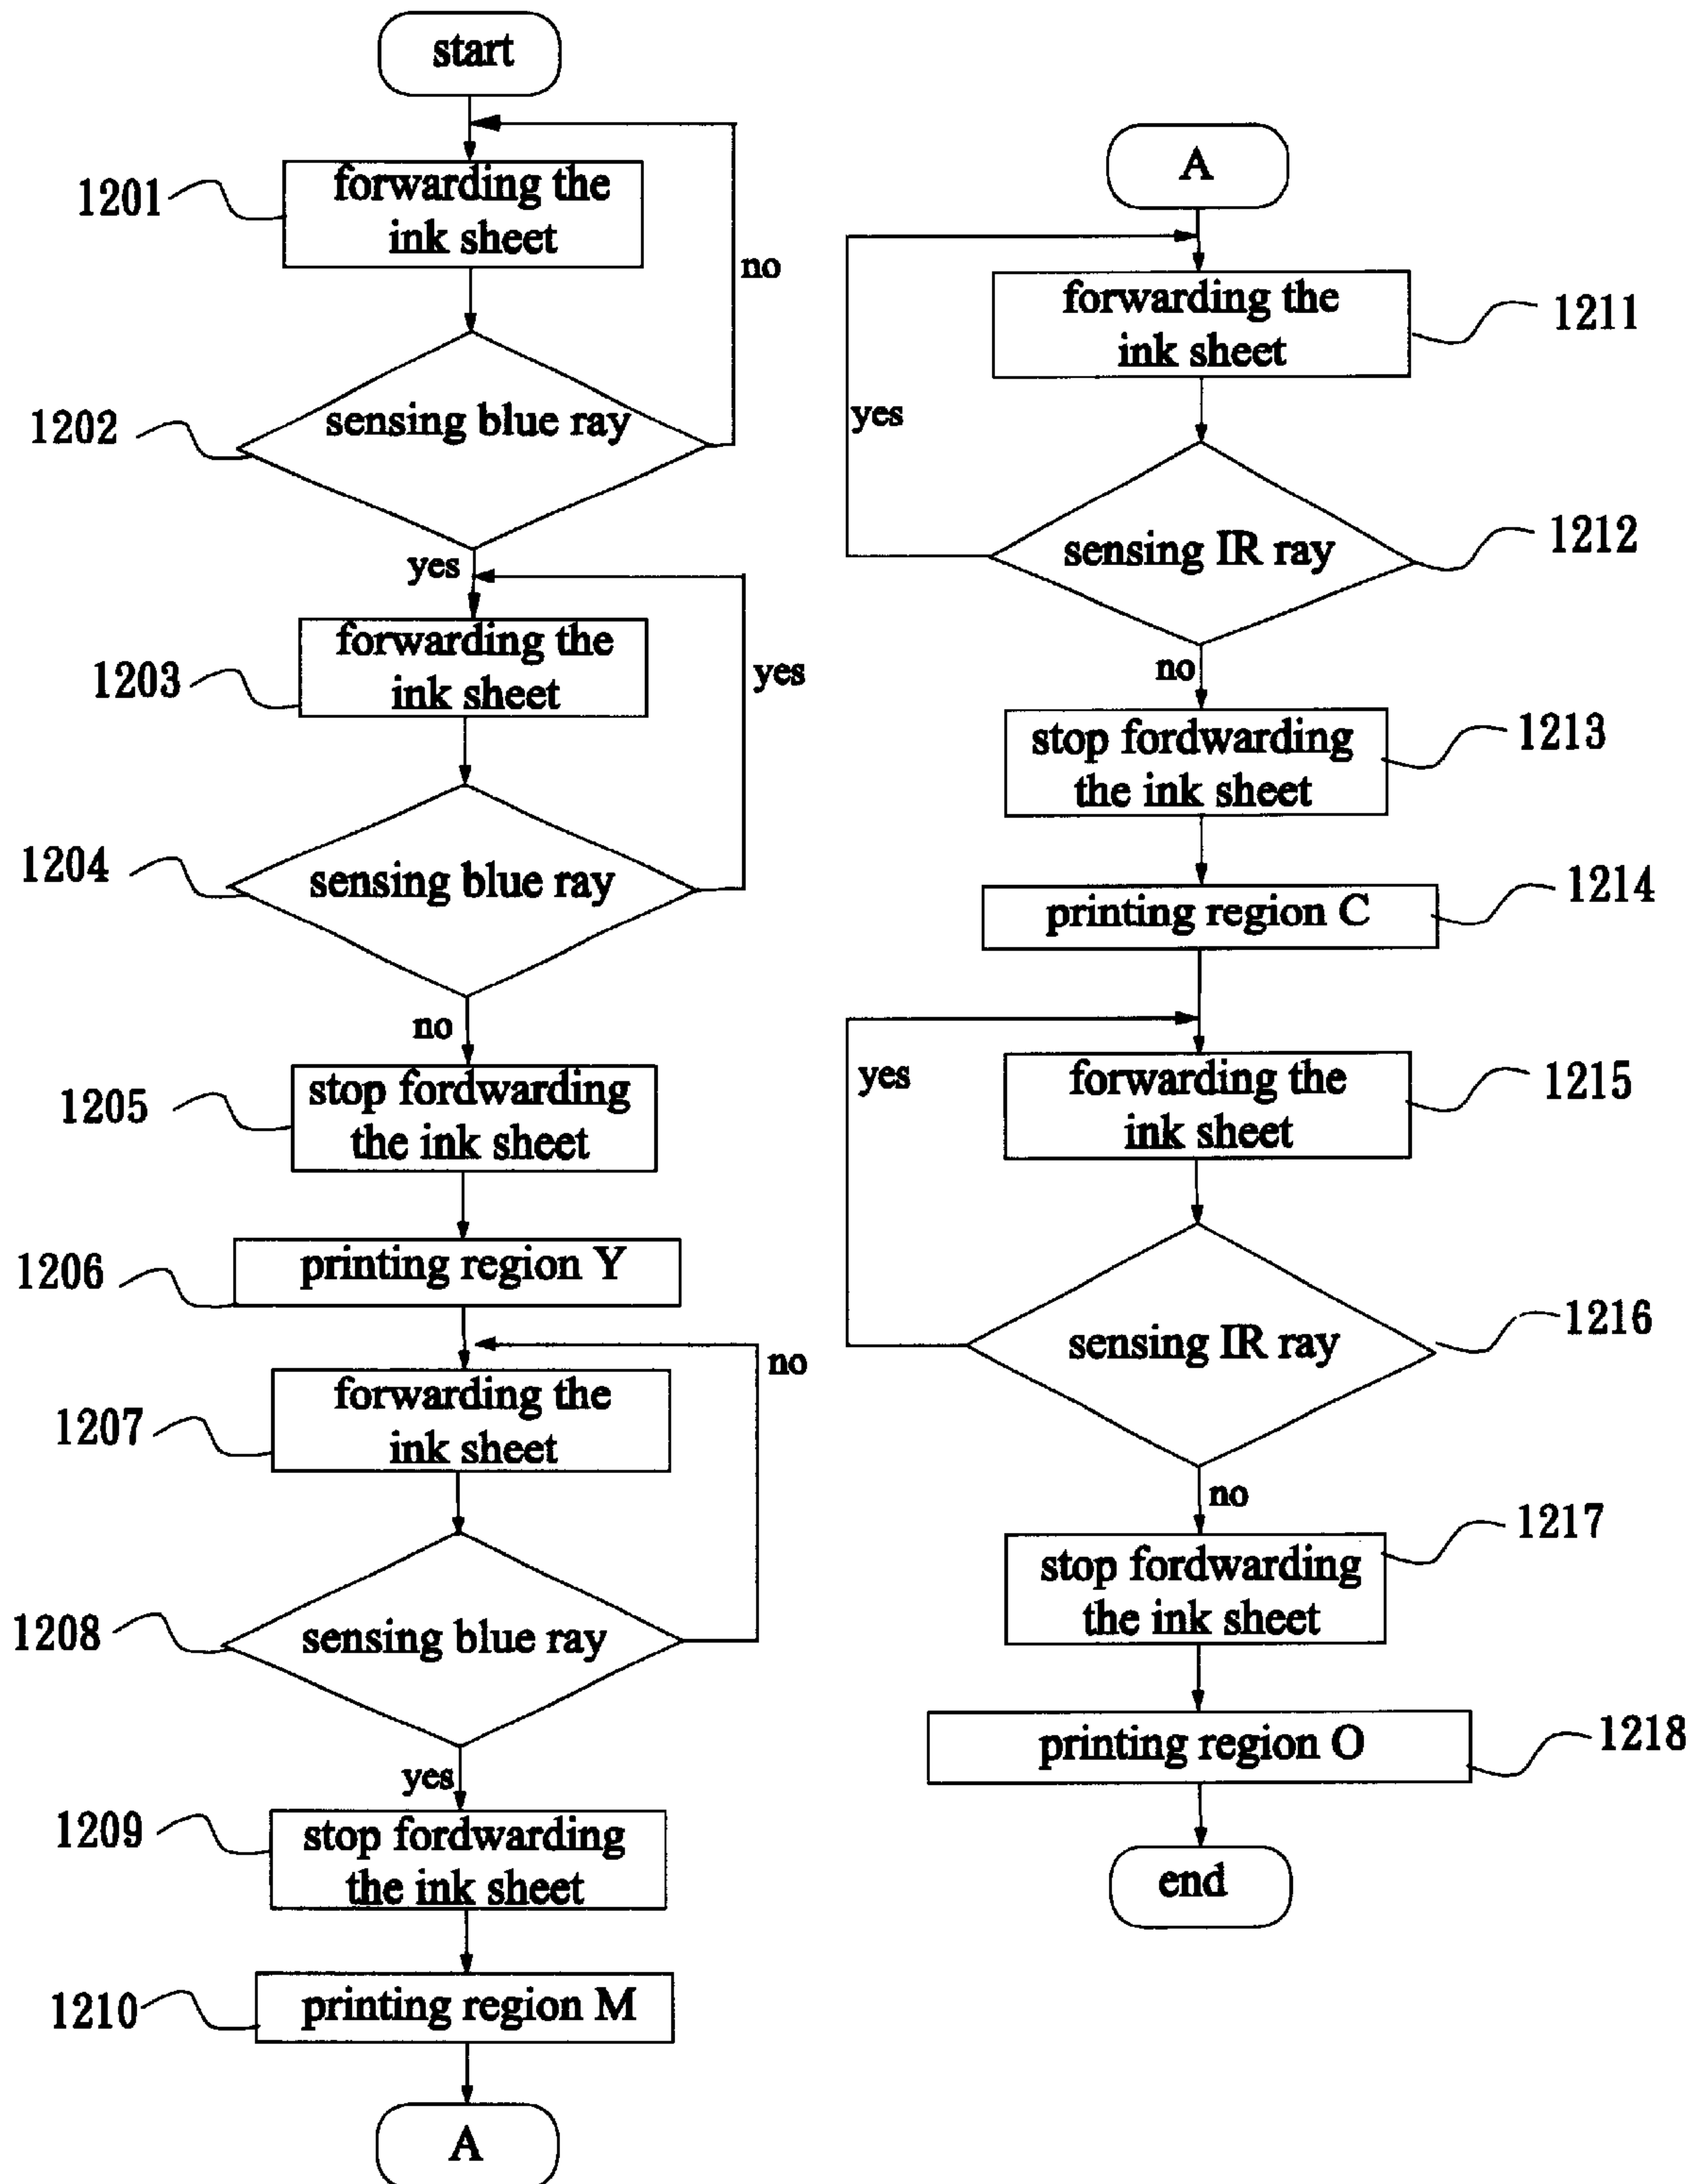 start
1201
forwarding the
ink sheet
no
1202
sensing blue ray
yes
1203
forwarding the
ink sheet
yes
1204
sensing blue ray
no
1205
stop fordwarding
the ink sheet
1206
printing region Y
1207
forwarding the
ink sheet
no
1208
sensing blue ray
yes
1209
stop fordwarding
the ink sheet
1210
printing region M
A
A
forwarding the
ink sheet
1211
yes
sensing IR ray
1212
no
stop fordwarding
the ink sheet
1213
printing region C
1214
yes
forwarding the
ink sheet
1215
sensing IR ray
1216
no
stop fordwarding
the ink sheet
1217
printing region O
1218
end